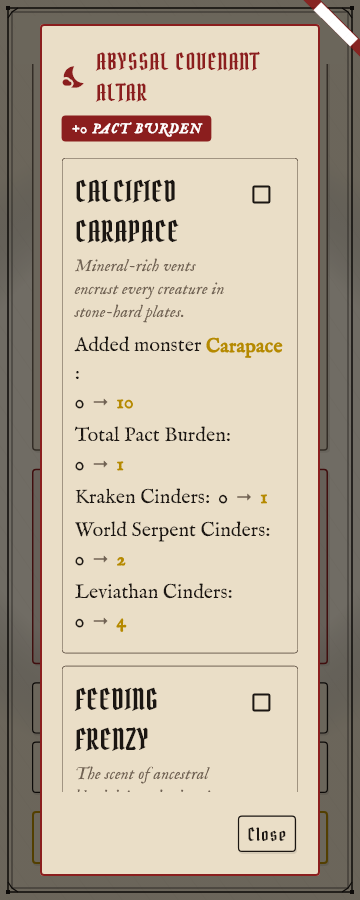 ABYSSAL COVENANT
ALTAR
+0 PACT BURDEN
CALCIFIED
CARAPACE
Mineral-rich vents
encrust every creature in
stone-hard plates.
Added monster Carapace
:
0 → 10
Total Pact Burden:
0 → 1
Kraken Cinders: 0 → 1
World Serpent Cinders:
0 → 2
Leviathan Cinders:
0 → 4
FEEDING
FRENZY
The scent of ancestral
Close